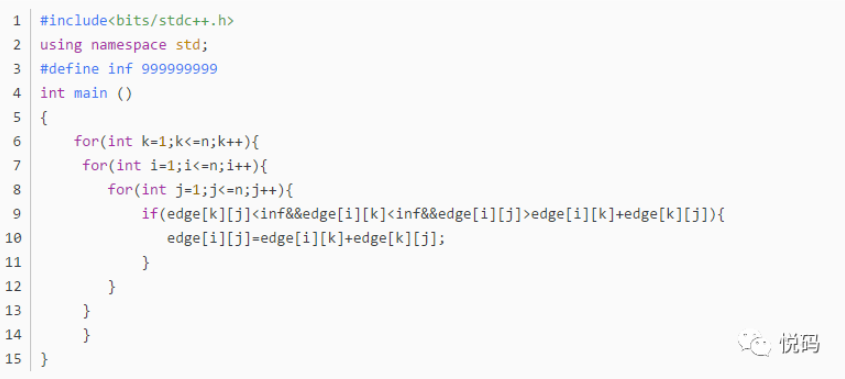 1 #include<bits/stdc++.h>
2 using namespace std;
3 #define inf 999999999
4 int main ()
5 {
6     for(int k=1;k<=n;k++){
7      for(int i=1;i<=n;i++){
8         for(int j=1;j<=n;j++){
9             if(edge[k][j]<inf&&edge[i][k]<inf&&edge[i][j]>edge[i][k]+edge[k][j]){
10                edge[i][j]=edge[i][k]+edge[k][j];
11             }
12         }
13      }
14      }
15 }
悦码